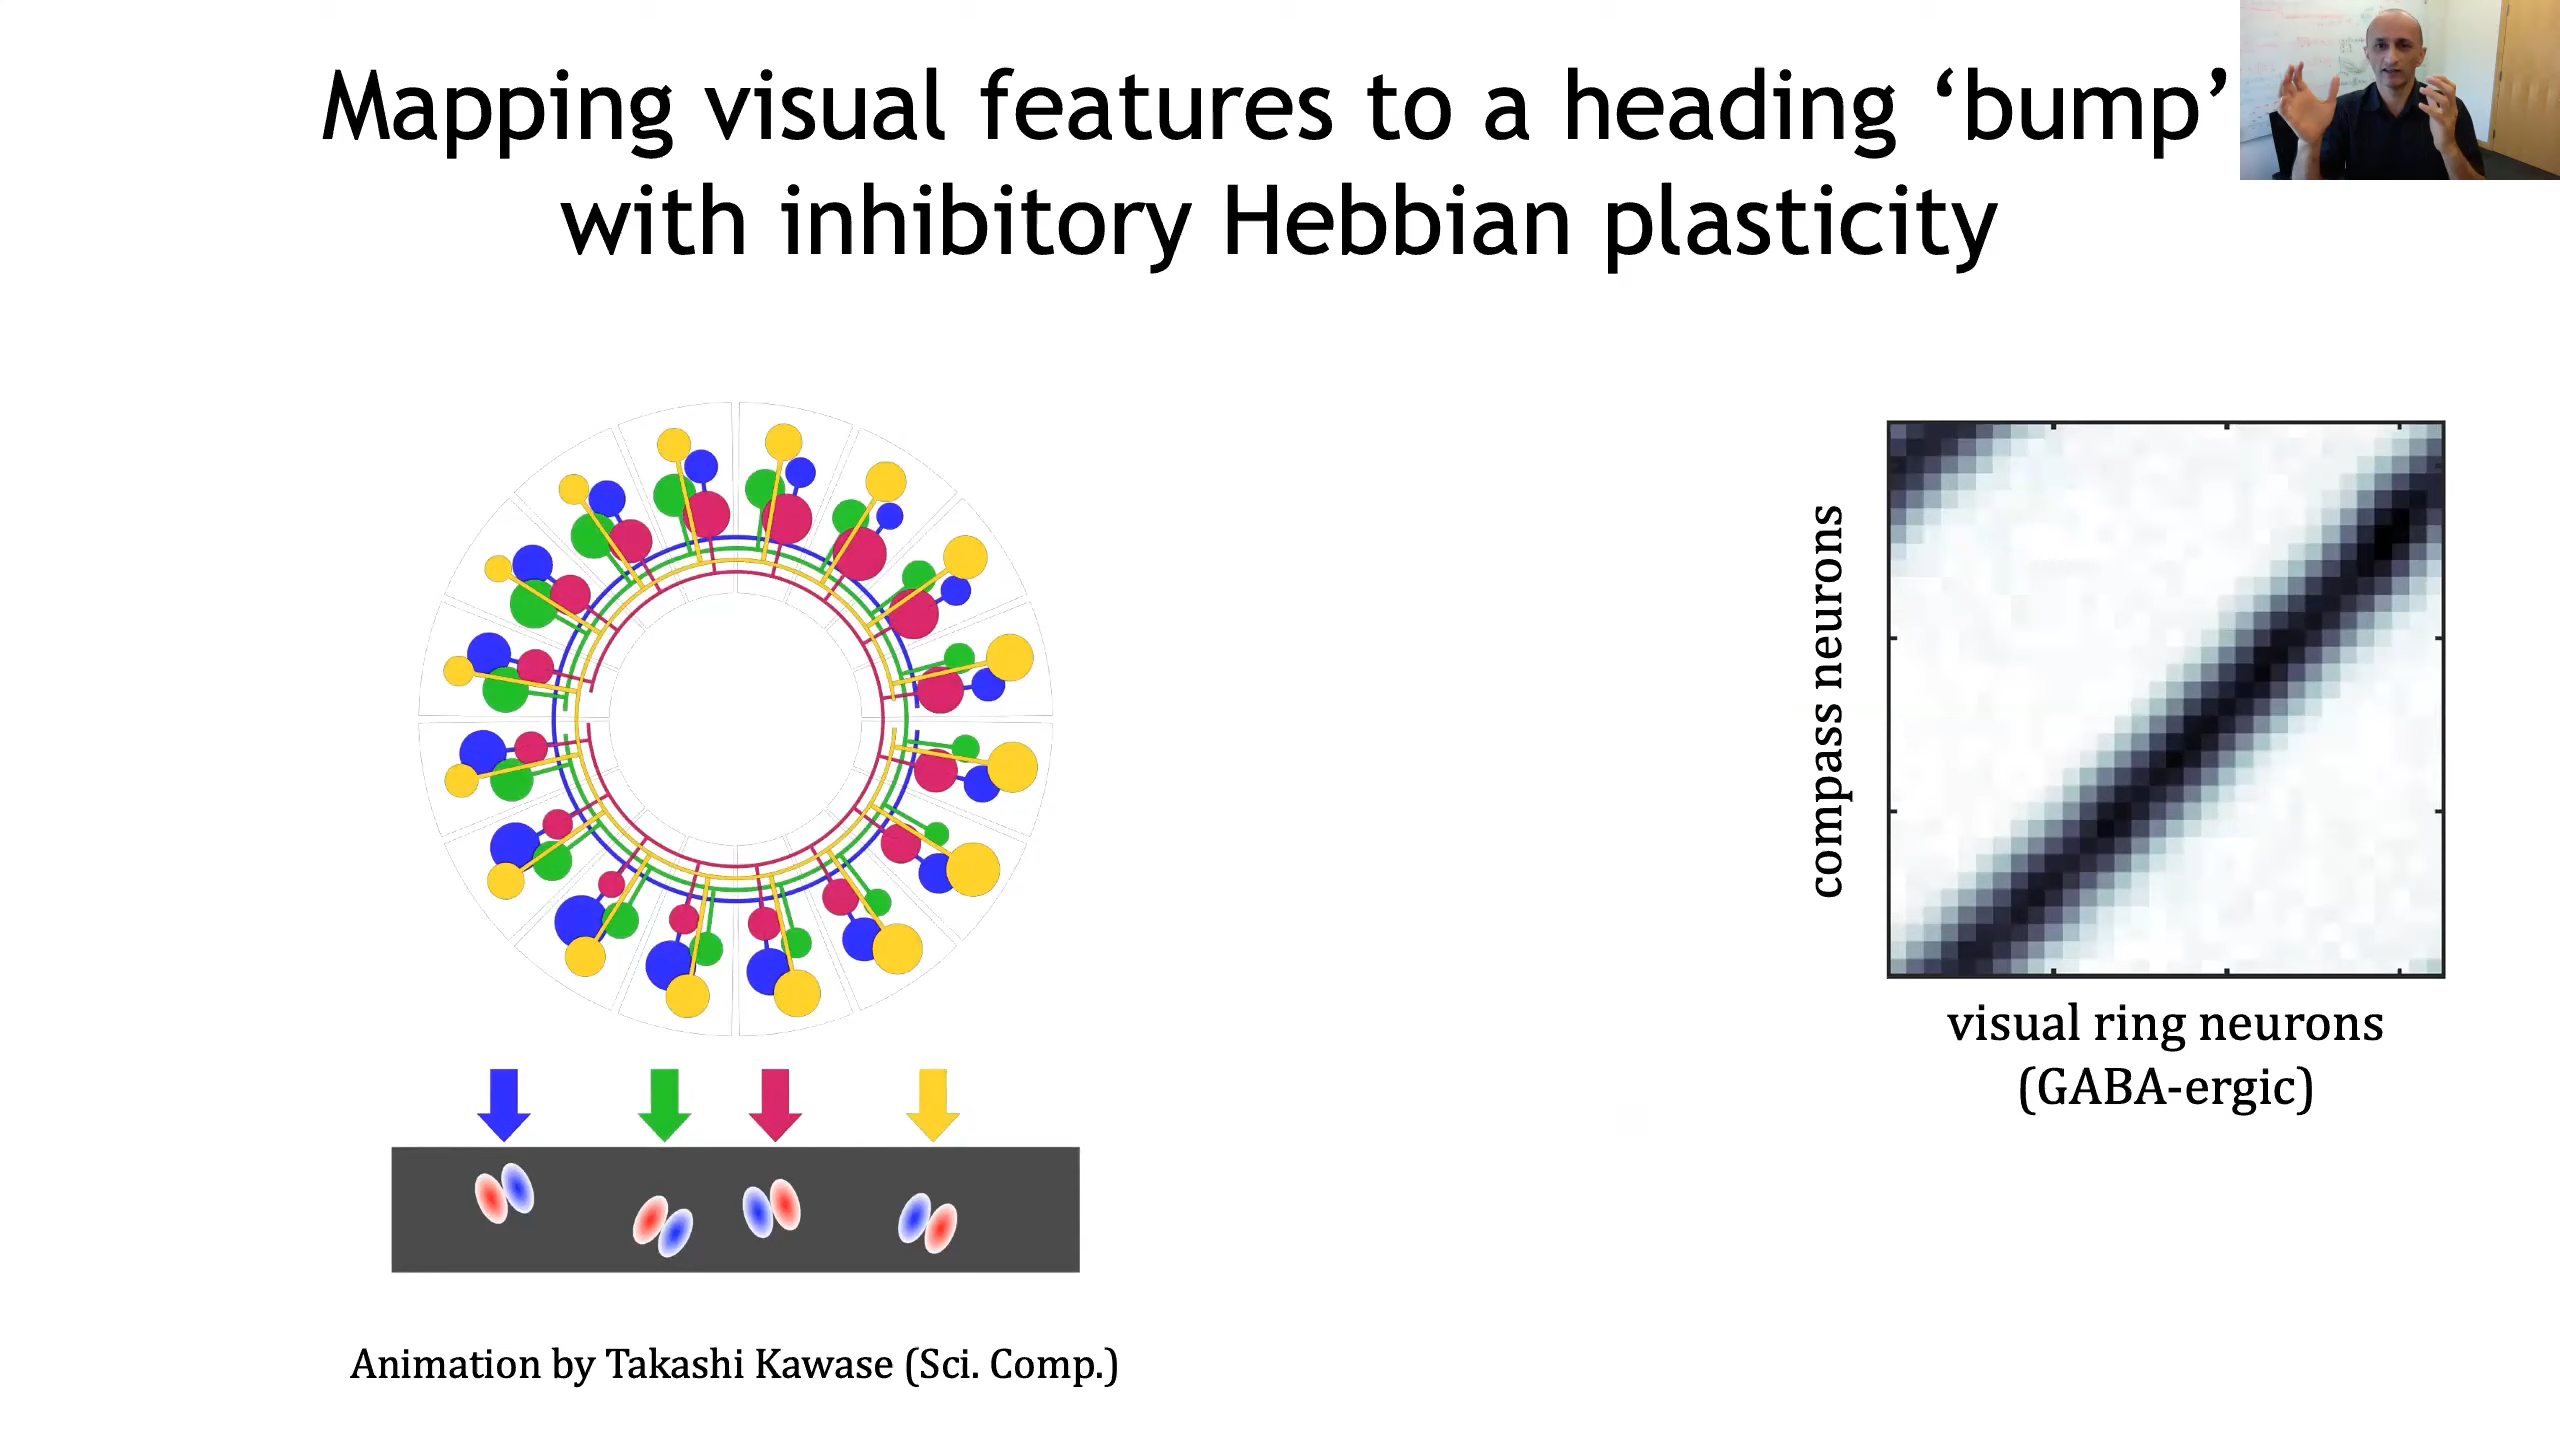 Mapping visual features to a heading ‘bump’
with inhibitory Hebbian plasticity
compass neurons
visual ring neurons
(GABA-ergic)
Animation by Takashi Kawase (Sci. Comp.)